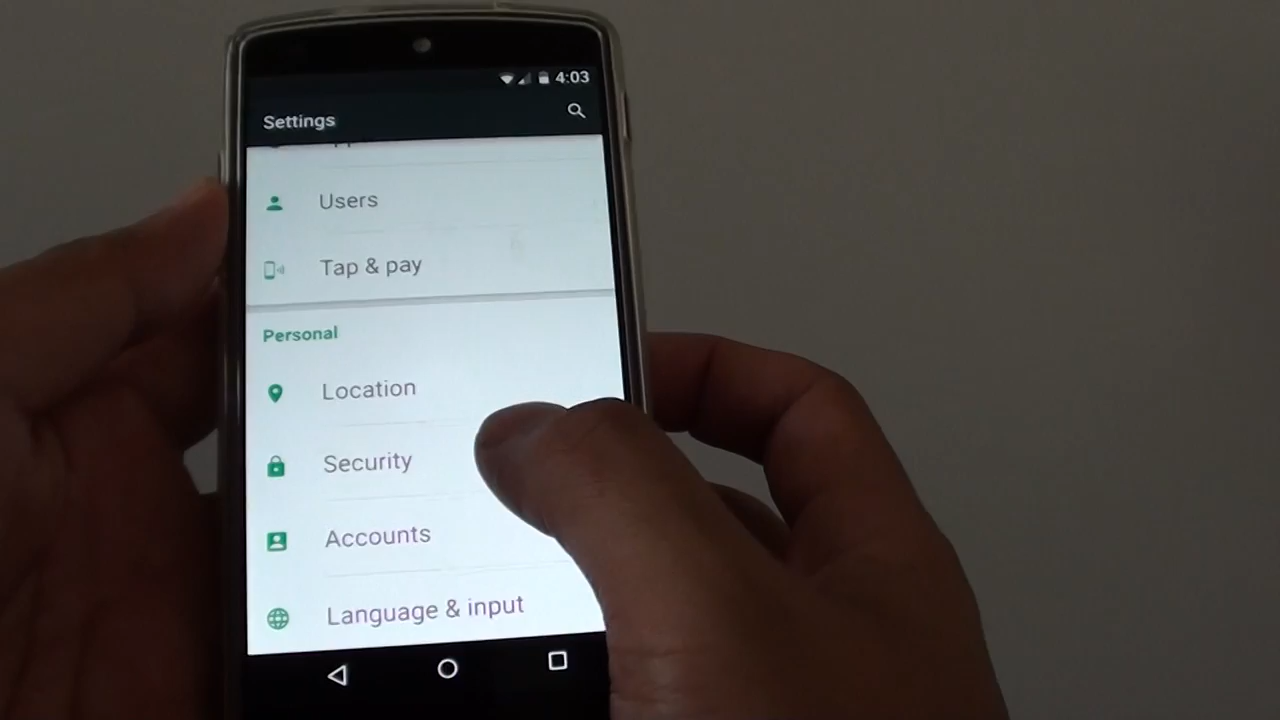 4:03
Settings
Users
Tap & pay
Personal
Location
Security
Accounts
Language & input